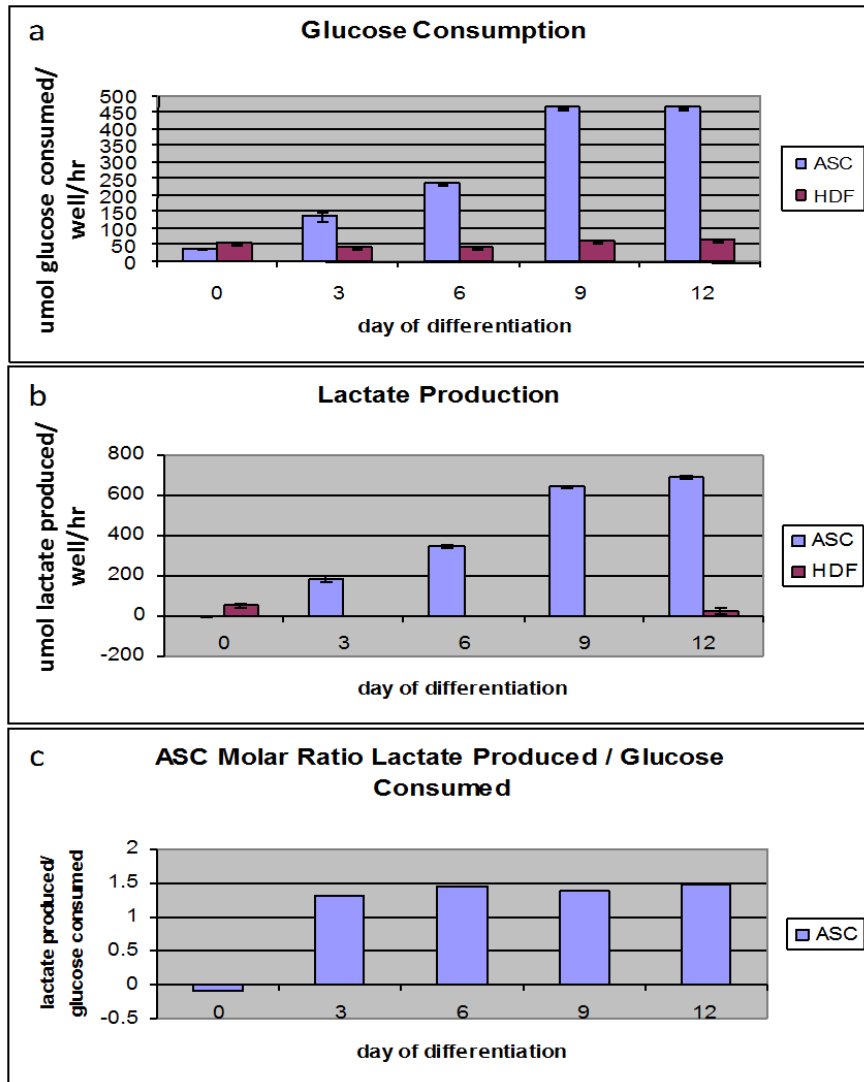 a
Glucose Consumption
umol glucose consumed/
well/hr
500
450
400
350
300
250
200
150
100
50
0
0 3 6 9 12
day of differentiation
ASC
HDF
b
Lactate Production
umol lactate produced/
well/hr
800
600
400
200
0
-200
0 3 6 9 12
day of differentiation
ASC
HDF
c
ASC Molar Ratio Lactate Produced / Glucose
Consumed
lactate produced/
glucose consumed
2
1.5
1
0.5
0
-0.5
0 3 6 9 12
day of differentiation
ASC